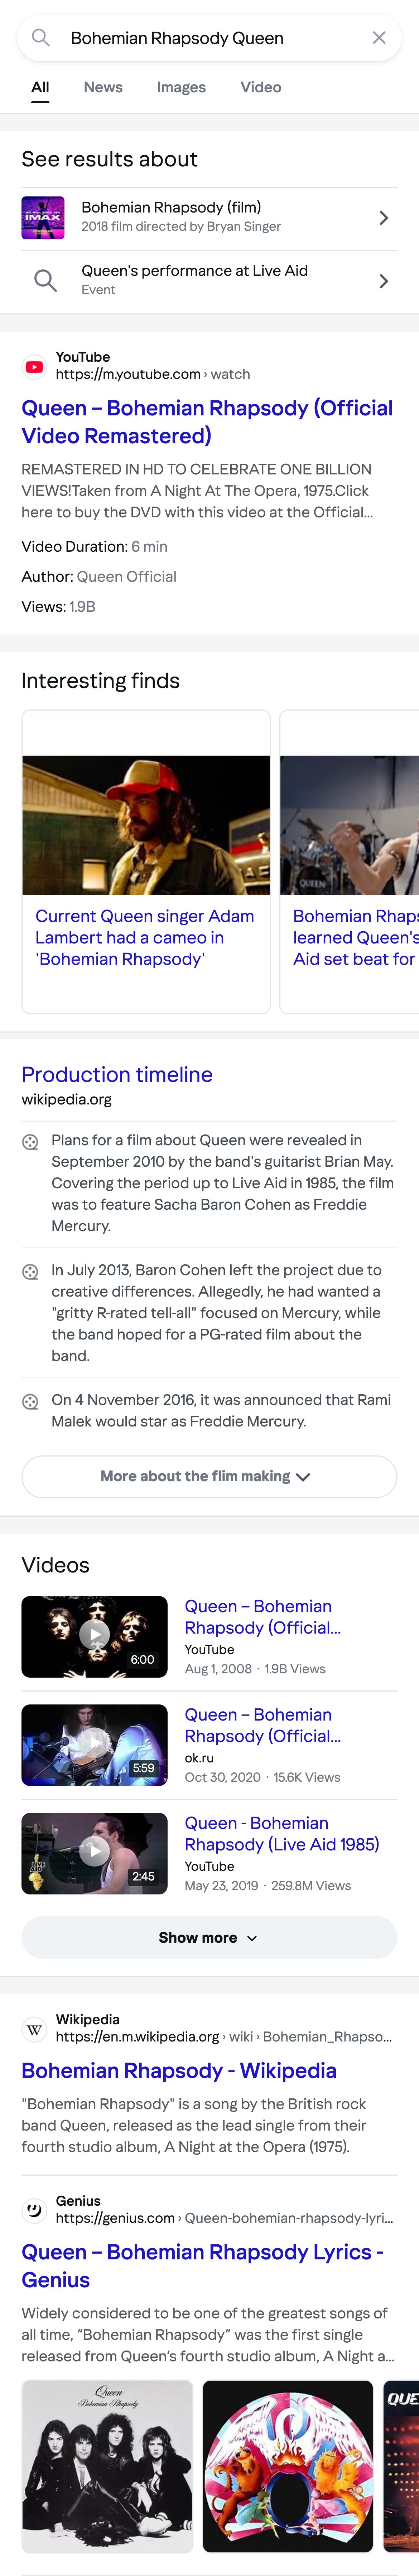 Bohemian Rhapsody Queen
All News Images Video
See results about
IMAX
Bohemian Rhapsody (film)
2018 film directed by Bryan Singer
Queen's performance at Live Aid
Event
YouTube
https://m.youtube.com › watch
Queen – Bohemian Rhapsody (Official
Video Remastered)
REMASTERED IN HD TO CELEBRATE ONE BILLION
VIEWS!Taken from A Night At The Opera, 1975.Click
here to buy the DVD with this video at the Official...
Video Duration: 6 min
Author: Queen Official
Views: 1.9B
Interesting finds
QUEEN
Current Queen singer Adam
Lambert had a cameo in
'Bohemian Rhapsody'
Bohemian Rhaps
learned Queen's
Aid set beat for
Production timeline
wikipedia.org
Plans for a film about Queen were revealed in
September 2010 by the band's guitarist Brian May.
Covering the period up to Live Aid in 1985, the film
was to feature Sacha Baron Cohen as Freddie
Mercury.
In July 2013, Baron Cohen left the project due to
creative differences. Allegedly, he had wanted a
"gritty R-rated tell-all" focused on Mercury, while
the band hoped for a PG-rated film about the
band.
On 4 November 2016, it was announced that Rami
Malek would star as Freddie Mercury.
More about the flim making
Videos
6:00
Queen – Bohemian
Rhapsody (Official...
YouTube
Aug 1, 2008 · 1.9B Views
5:59
Queen – Bohemian
Rhapsody (Official...
ok.ru
Oct 30, 2020 · 15.6K Views
2:45
Queen - Bohemian
Rhapsody (Live Aid 1985)
YouTube
May 23, 2019 · 259.8M Views
Show more
W
Wikipedia
https://en.m.wikipedia.org › wiki › Bohemian_Rhapso...
Bohemian Rhapsody - Wikipedia
"Bohemian Rhapsody" is a song by the British rock
band Queen, released as the lead single from their
fourth studio album, A Night at the Opera (1975).
Genius
https://genius.com › Queen-bohemian-rhapsody-lyri...
Queen – Bohemian Rhapsody Lyrics -
Genius
Widely considered to be one of the greatest songs of
all time, “Bohemian Rhapsody” was the first single
released from Queen’s fourth studio album, A Night a...
Queen
Bohemian Rhapsody
QUE